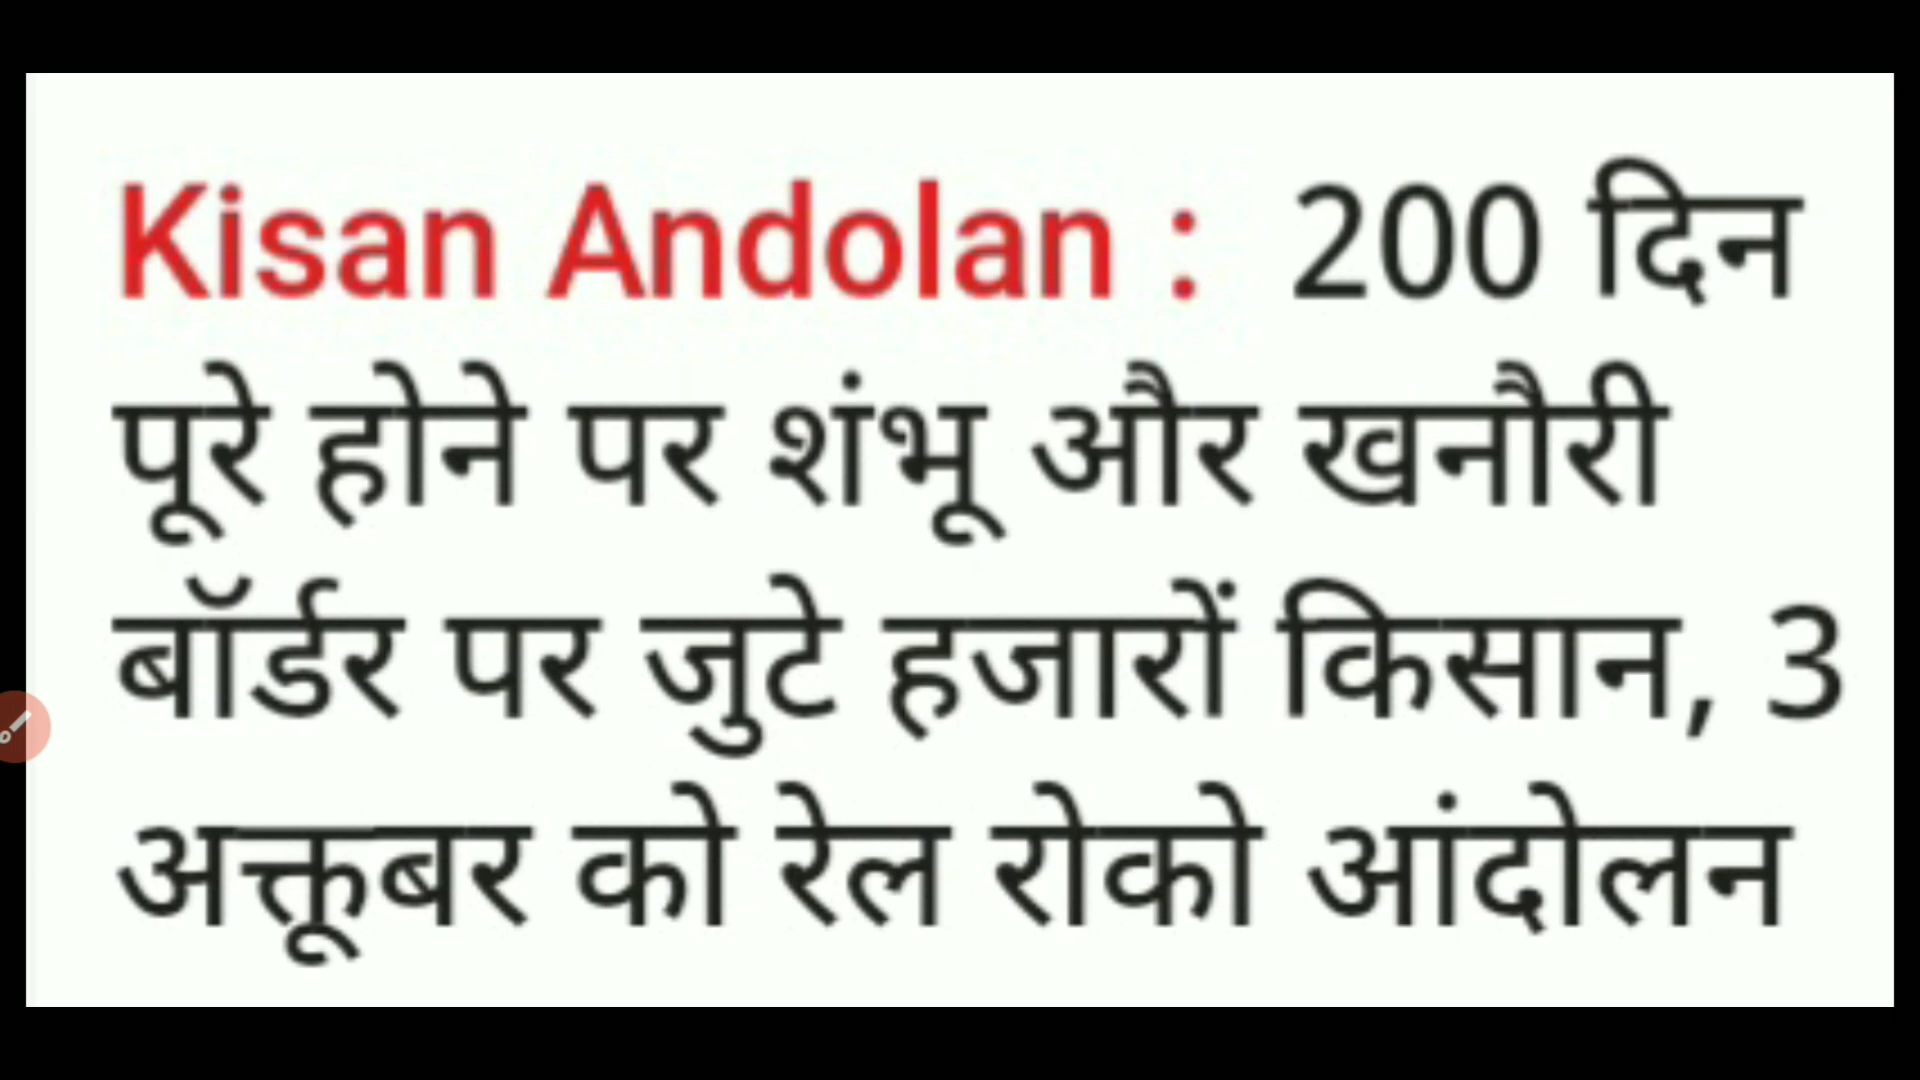 Kisan Andolan : 200 दिन
पूरे होने पर शंभू और खनौरी
बॉर्डर पर जुटे हजारों किसान, 3
अक्तूबर को रेल रोको आंदोलन